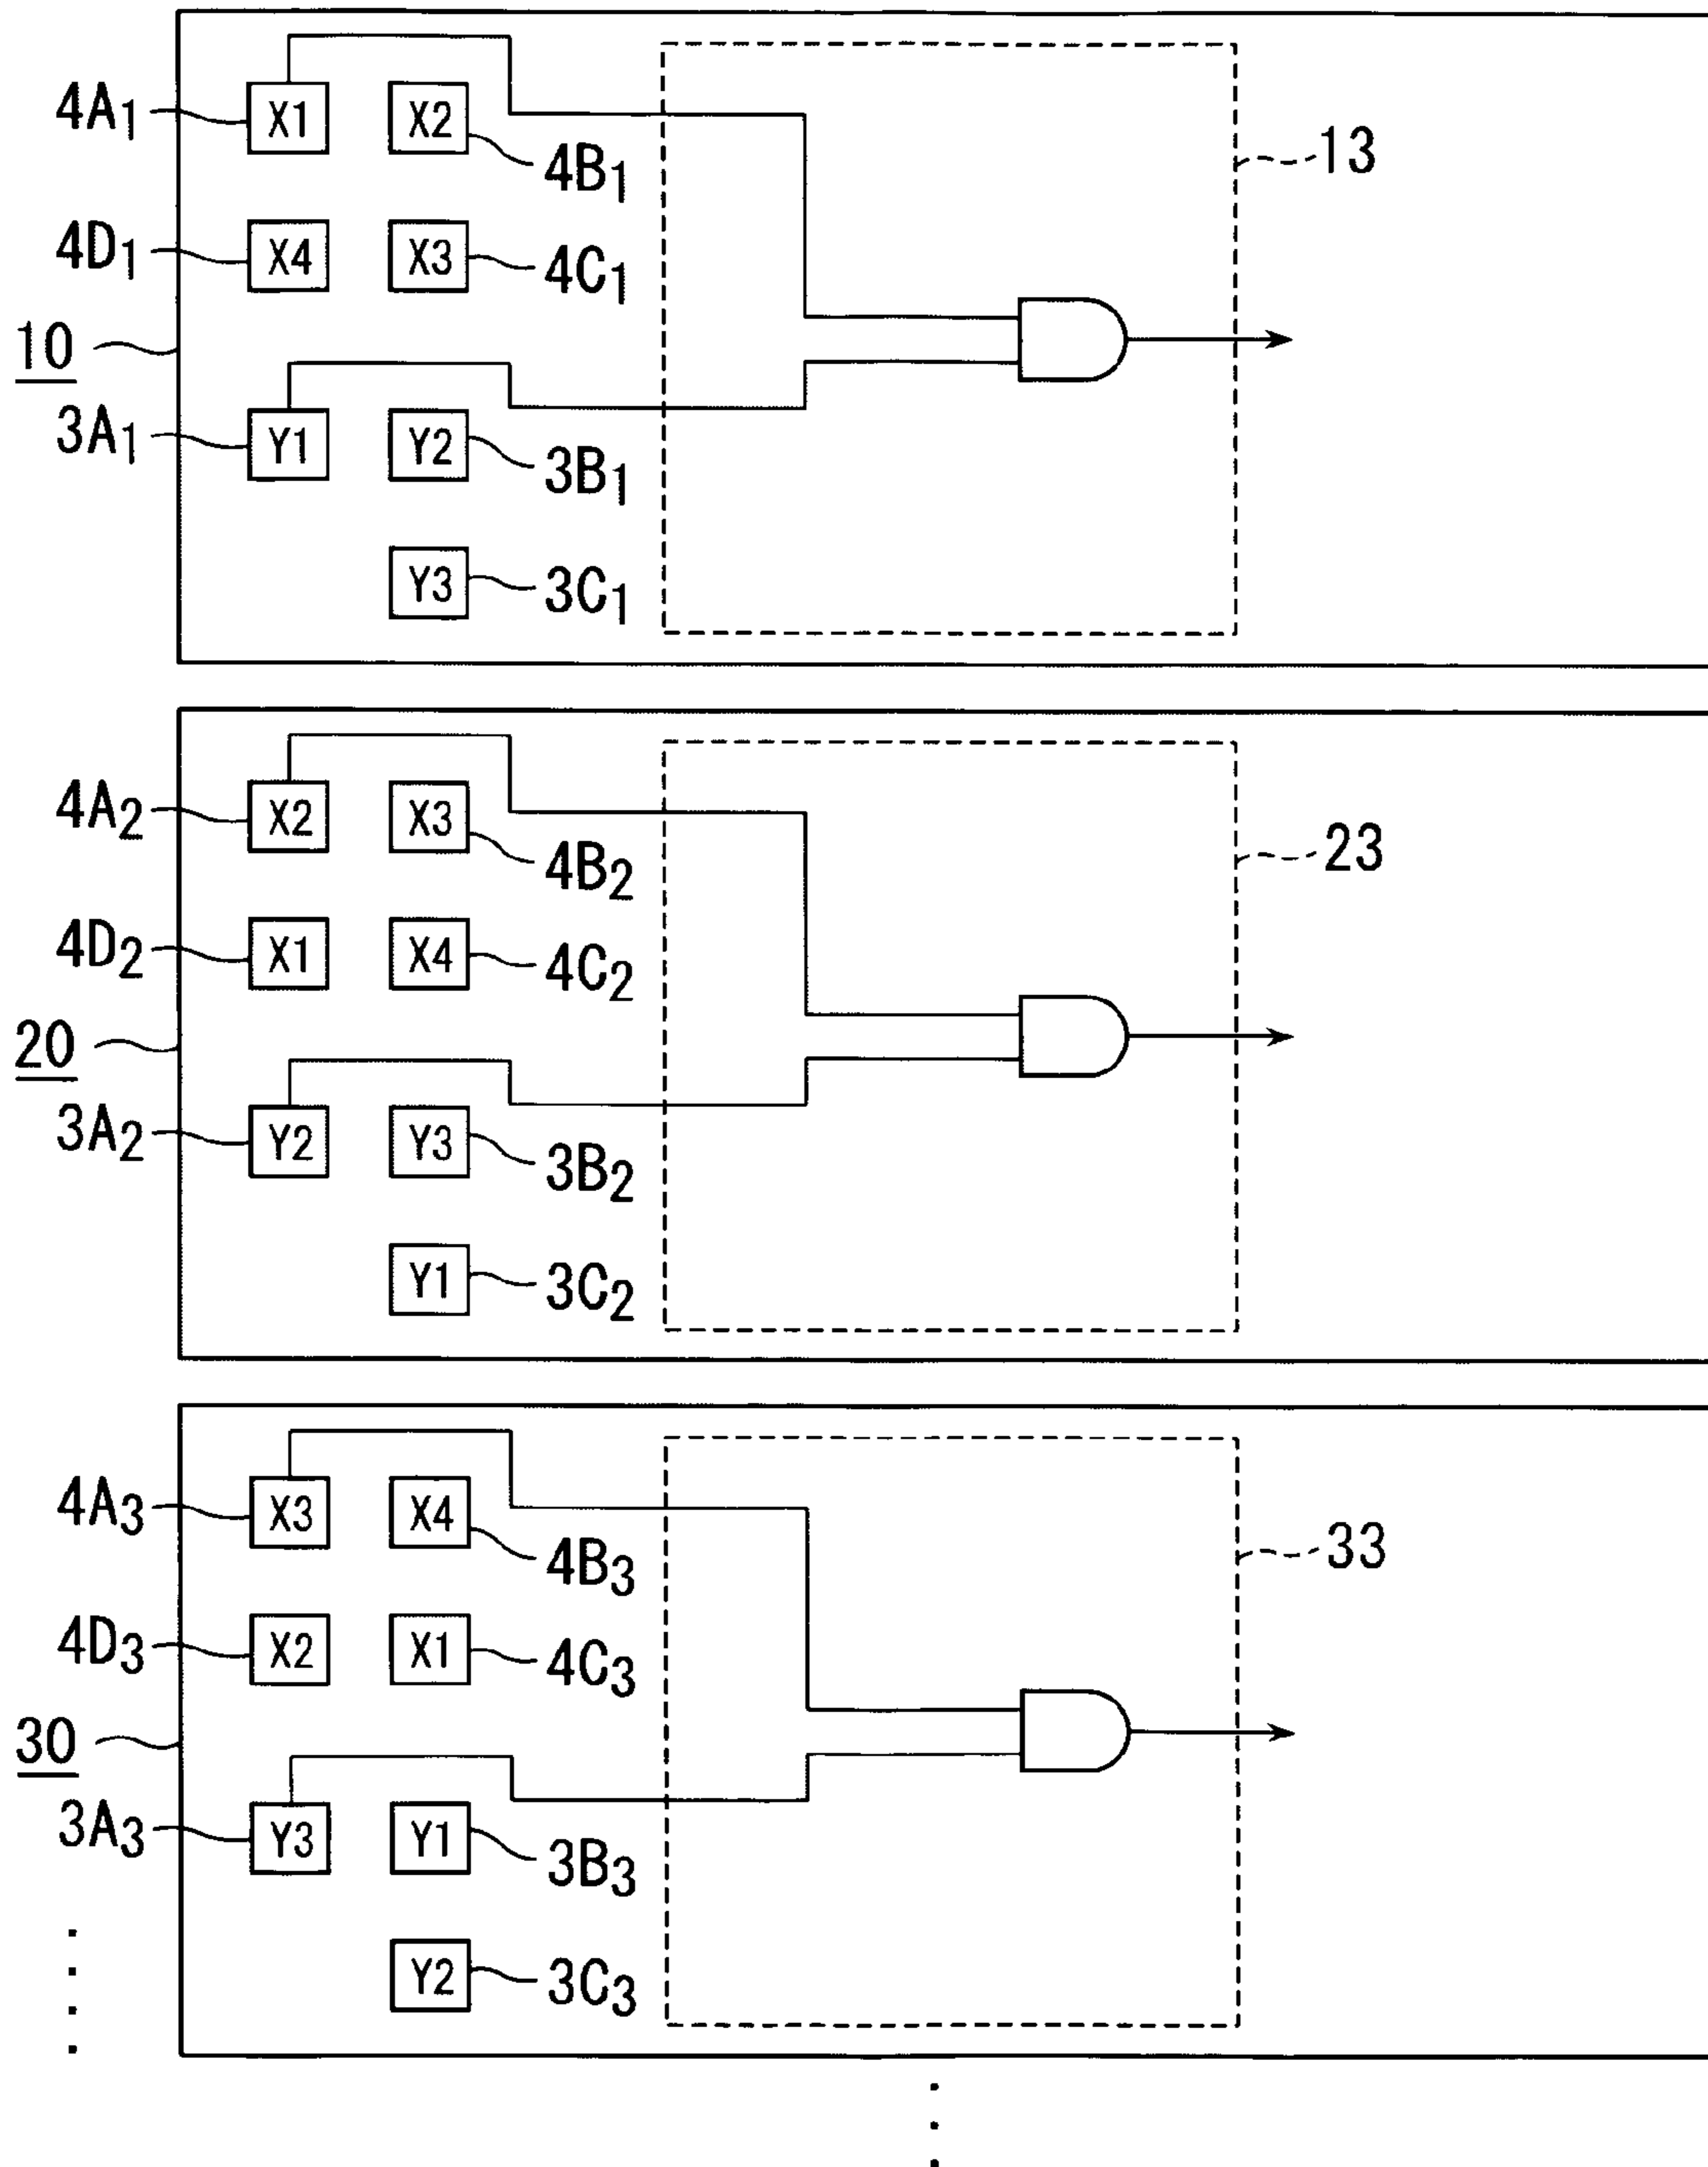 4A1 X1 X2 4B1 13
4D1 X4 X3 4C1
10
3A1 Y1 Y2 3B1
Y3 3C1
4A2 X2 X3 4B2 23
4D2 X1 X4 4C2
20
3A2 Y2 Y3 3B2
Y1 3C2
4A3 X3 X4 4B3 33
4D3 X2 X1 4C3
30
3A3 Y3 Y1 3B3
Y2 3C3